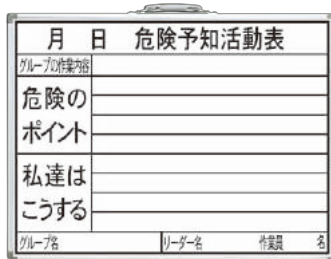 月 日 危険予知活動表
グループの作業内容
危険の
ポイント
私達は
こうする
グループ名 リーダー名 作業員 名